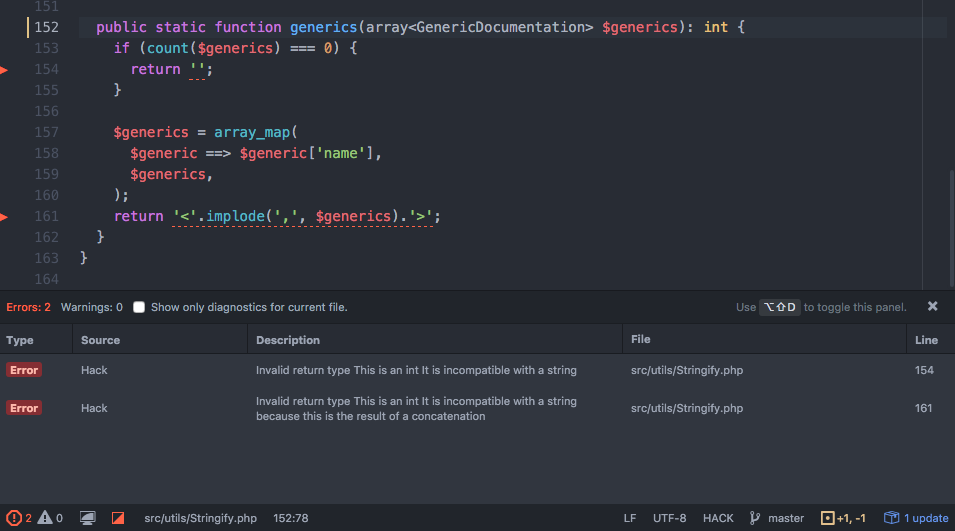 151
152 public static function generics(array<GenericDocumentation> $generics): int {
153 if (count($generics) === 0) {
154 return '';
155 }
156
157 $generics = array_map(
158 $generic ==> $generic['name'],
159 $generics,
160 );
161 return '<'.implode(',', $generics).'>';
162 }
163 }
164
Errors: 2 Warnings: 0 Show only diagnostics for current file. Use ⌥⇧D to toggle this panel. ×
Type Source Description File Line
Error Hack Invalid return type This is an int It is incompatible with a string src/utils/Stringify.php 154
Error Hack Invalid return type This is an int It is incompatible with a string src/utils/Stringify.php 161
because this is the result of a concatenation
2 0 src/utils/Stringify.php 152:78 LF UTF-8 HACK master +1, -1 1 update